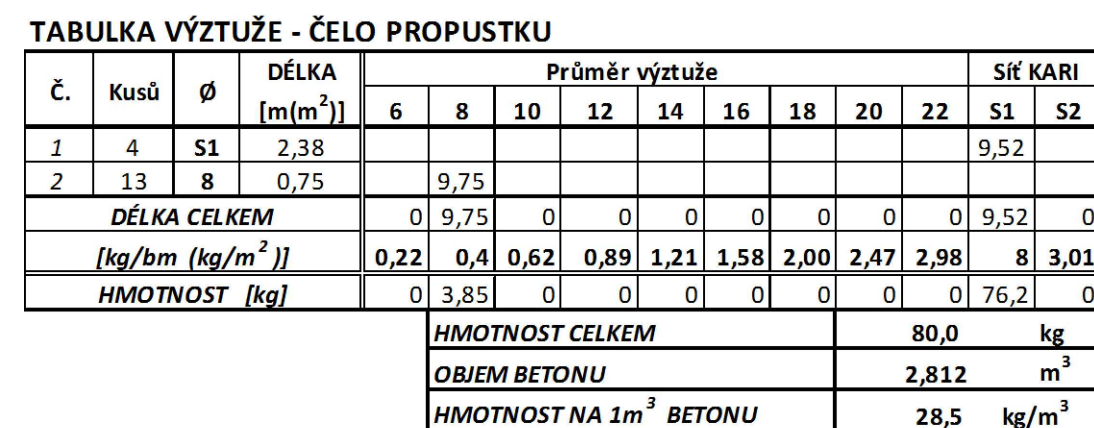 TABULKA VÝZTUŽE - ČELO PROPUSTKU
Č. Kusů Ø DÉLKA [m(m²)] Průměr výztuže Síť KARI
6 8 10 12 14 16 18 20 22 S1 S2
1 4 S1 2,38 9,52
2 13 8 0,75 9,75
DÉLKA CELKEM 0 9,75 0 0 0 0 0 0 0 9,52 0
[kg/bm (kg/m²)] 0,22 0,4 0,62 0,89 1,21 1,58 2,00 2,47 2,98 8 3,01
HMOTNOST [kg] 0 3,85 0 0 0 0 0 0 0 76,2 0
HMOTNOST CELKEM 80,0 kg
OBJEM BETONU 2,812 m³
HMOTNOST NA 1m³ BETONU 28,5 kg/m³